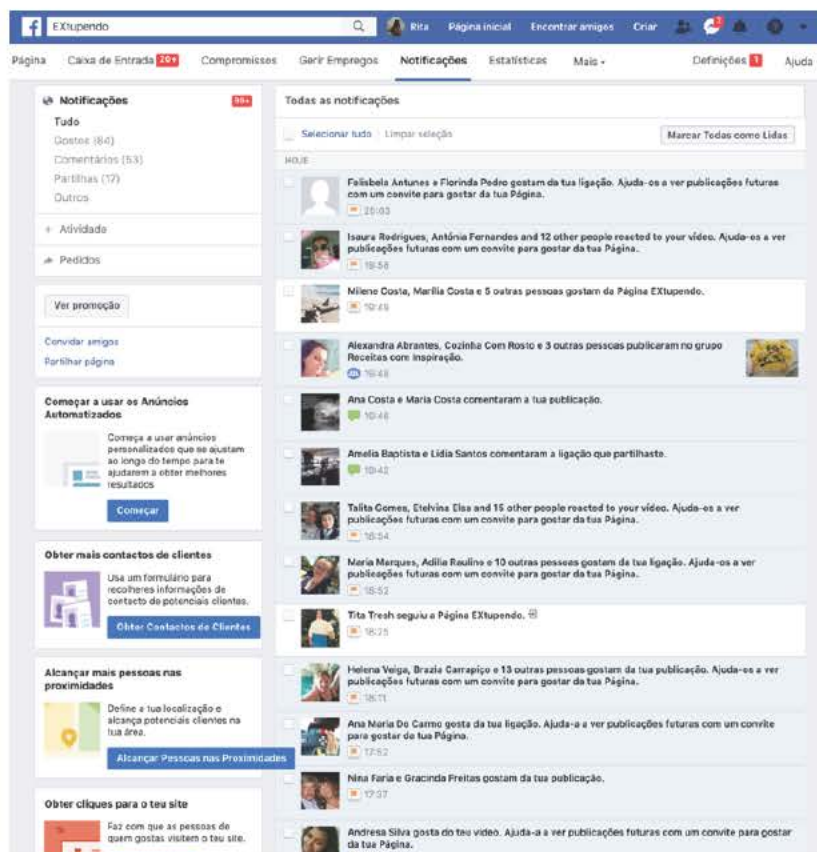 EXtupendo
Rita Página inicial Encontrar amigos Criar
Página Caixa de Entrada 20+ Compromissos Gerir Empregos Notificações Estatísticas Mais Definições 1 Ajuda
Notificações 99+
Tudo
Gostos (84)
Comentários (53)
Partilhas (17)
Outros
+ Atividade
Pedidos
Ver promoção
Convidar amigos
Partilhar página
Começar a usar os Anúncios
Automatizados
Começa a usar anúncios
personalizados que se ajustam
ao longo do tempo para te
ajudarem a obter melhores
resultados
Começar
Obter mais contactos de clientes
Usa um formulário para
recolheres informações de
contacto de potenciais clientes.
Obter Contactos de Clientes
Alcançar mais pessoas nas
proximidades
Define a tua localização e
alcança potenciais clientes na
tua área.
Alcançar Pessoas nas Proximidades
Obter cliques para o teu site
Faz com que as pessoas de
quem gostas visitem o teu site.
Todas as notificações
Selecionar tudo Limpar seleção Marcar Todas como Lidas
HOJE
Felisbela Antunes e Florinda Pedro gostam da tua ligação. Ajuda-os a ver publicações futuras
com um convite para gostar da tua Página.
Isaura Rodrigues, Antónia Fernandes and 12 other people reacted to your video. Ajuda-os a ver
publicações futuras com um convite para gostar da tua Página.
Milene Costa, Marília Costa e 5 outras pessoas gostam da Página EXtupendo.
Alexandra Abrantes, Cozinha Com Rosto e 3 outras pessoas publicaram no grupo
Receitas com Inspiração.
Ana Costa e Maria Costa comentaram a tua publicação.
Amelia Baptista e Lídia Santos comentaram a ligação que partilhaste.
Talita Gomes, Etelvina Elsa and 15 other people reacted to your video. Ajuda-os a ver
publicações futuras com um convite para gostar da tua Página.
18:54
Maria Marques, Adília Raulino e 10 outras pessoas gostam da tua ligação. Ajuda-os a ver
publicações futuras com um convite para gostar da tua Página.
18:52
Tita Tresh seguiu a Página EXtupendo.
18:25
Helena Veiga, Brazia Carrapiço e 13 outras pessoas gostam da tua publicação. Ajuda-os a ver
publicações futuras com um convite para gostar da tua Página.
18:11
Ana Maria Do Carmo gosta da tua ligação. Ajuda-a a ver publicações futuras com um convite
para gostar da tua Página.
17:52
Nina Faria e Gracinda Freitas gostam da tua publicação.
17:37
Andresa Silva gosta do teu vídeo. Ajuda-a a ver publicações futuras com um convite para gostar
da tua Página.